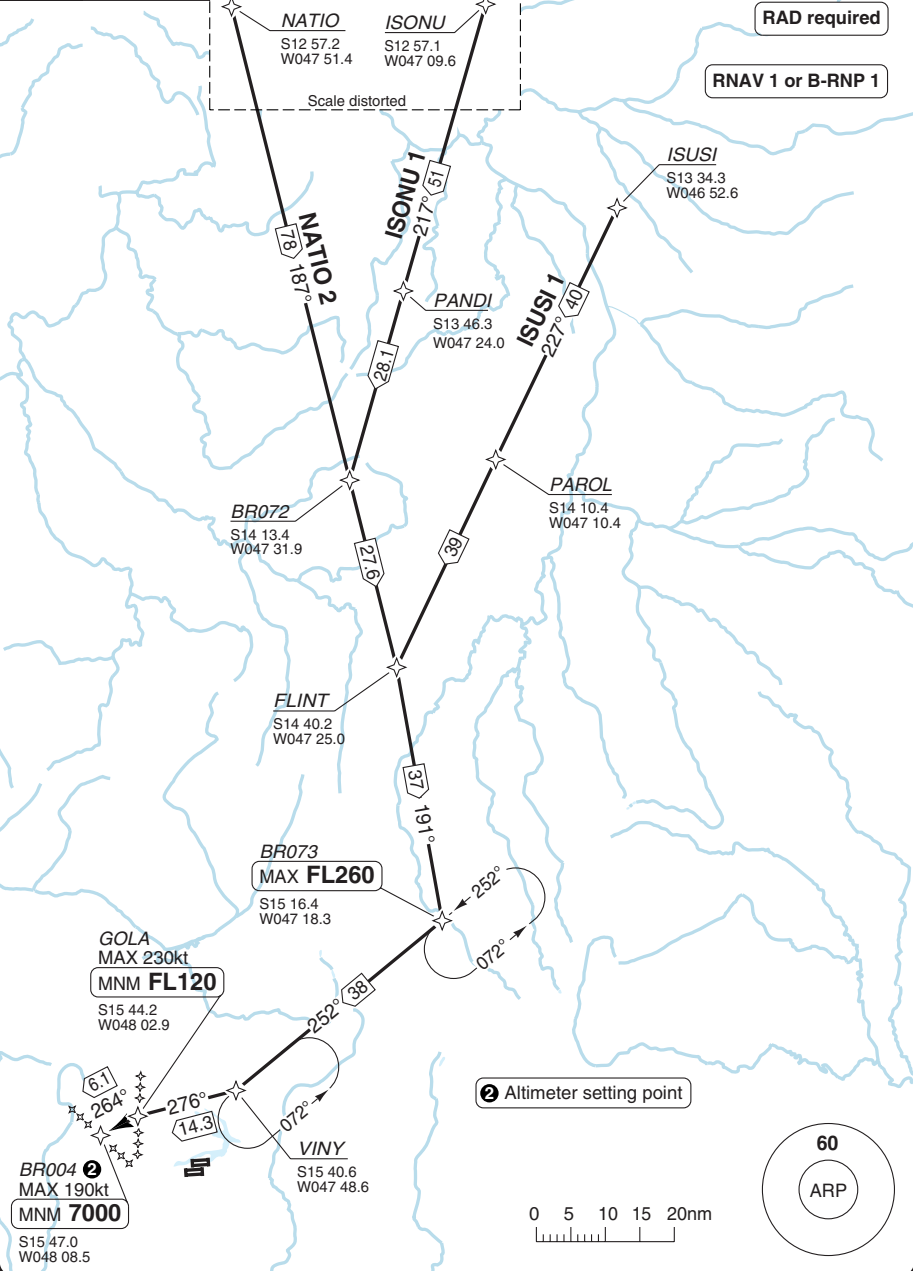 NATIO
S12 57.2
W047 51.4
ISONU
S12 57.1
W047 09.6
RAD required
RNAV 1 or B-RNP 1
Scale distorted
ISUSI
S13 34.3
W046 52.6
ISONU 1
217°
51
NATIO 2
78
187°
PANDI
S13 46.3
W047 24.0
ISUSI 1
227°
40
28.1
PAROL
S14 10.4
W047 10.4
BR072
S14 13.4
W047 31.9
27.6
39
FLINT
S14 40.2
W047 25.0
37
191°
BR073
MAX FL260
S15 16.4
W047 18.3
252°
072°
GOLA
MAX 230kt
MNM FL120
S15 44.2
W048 02.9
252°
38
6.1
264°
276°
14.3
072°
VINY
S15 40.6
W047 48.6
❷ Altimeter setting point
BR004 ❷
MAX 190kt
MNM 7000
S15 47.0
W048 08.5
0 5 10 15 20nm
60
ARP